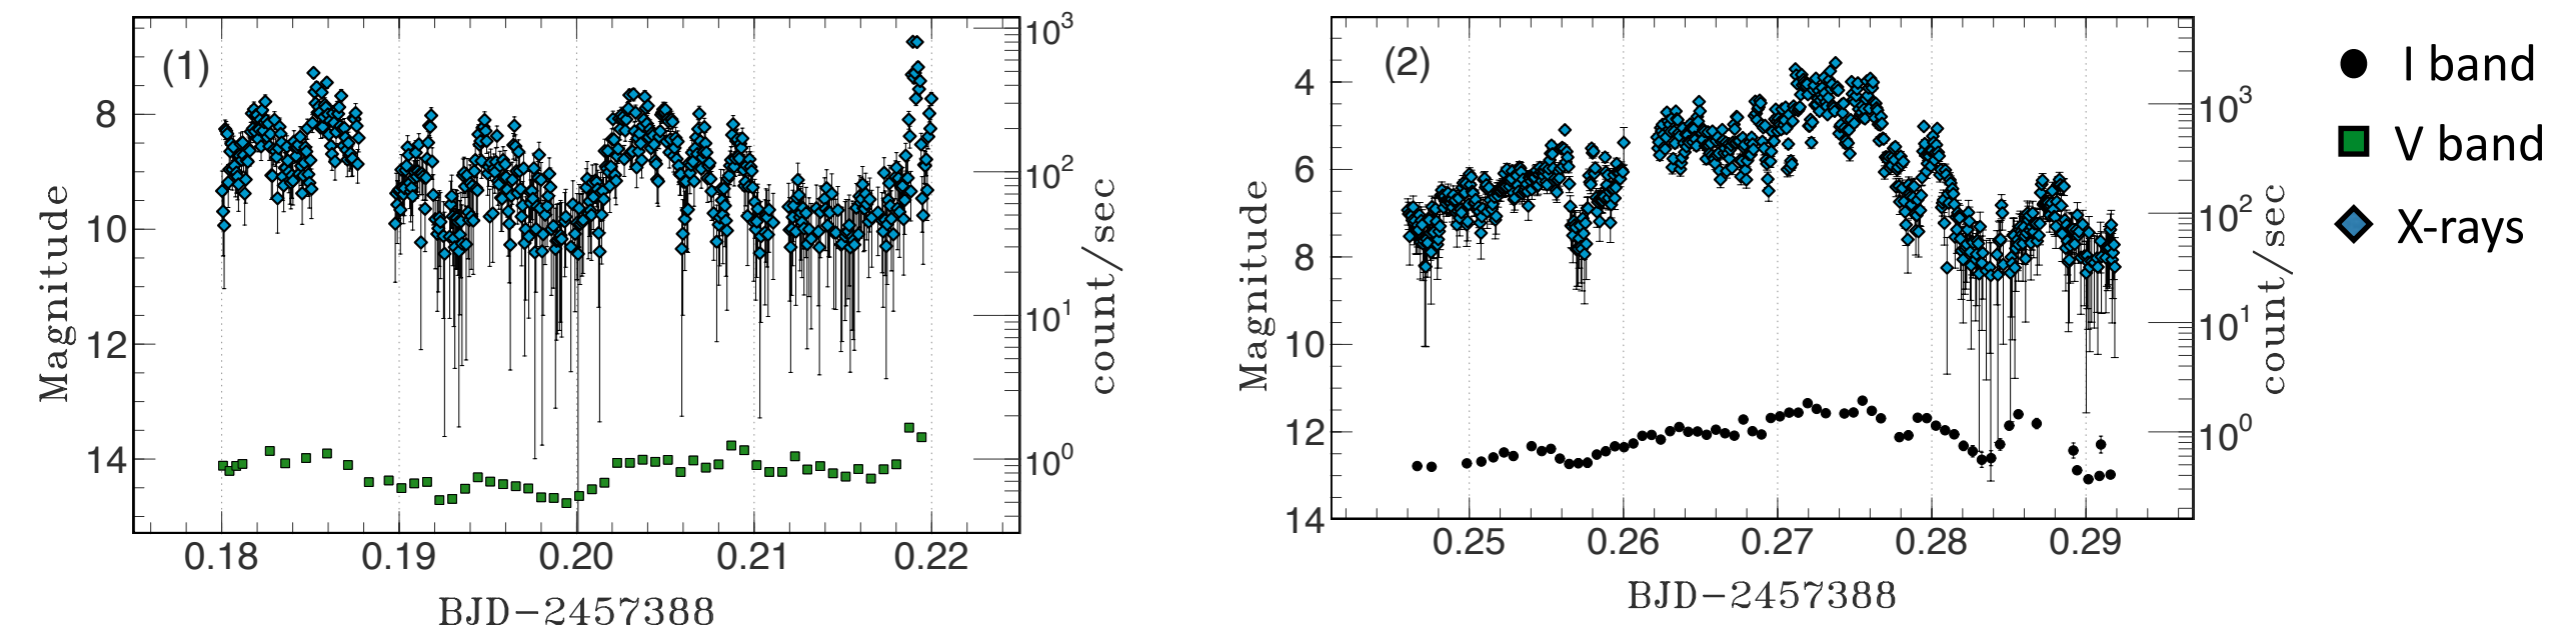 (1)
Magnitude
8
10
12
14
10³
10²
10¹
10⁰
count/sec
0.18 0.19 0.20 0.21 0.22
BJD−2457388
(2)
Magnitude
4
6
8
10
12
14
10³
10²
10¹
10⁰
count/sec
0.25 0.26 0.27 0.28 0.29
BJD−2457388
I band
V band
X-rays